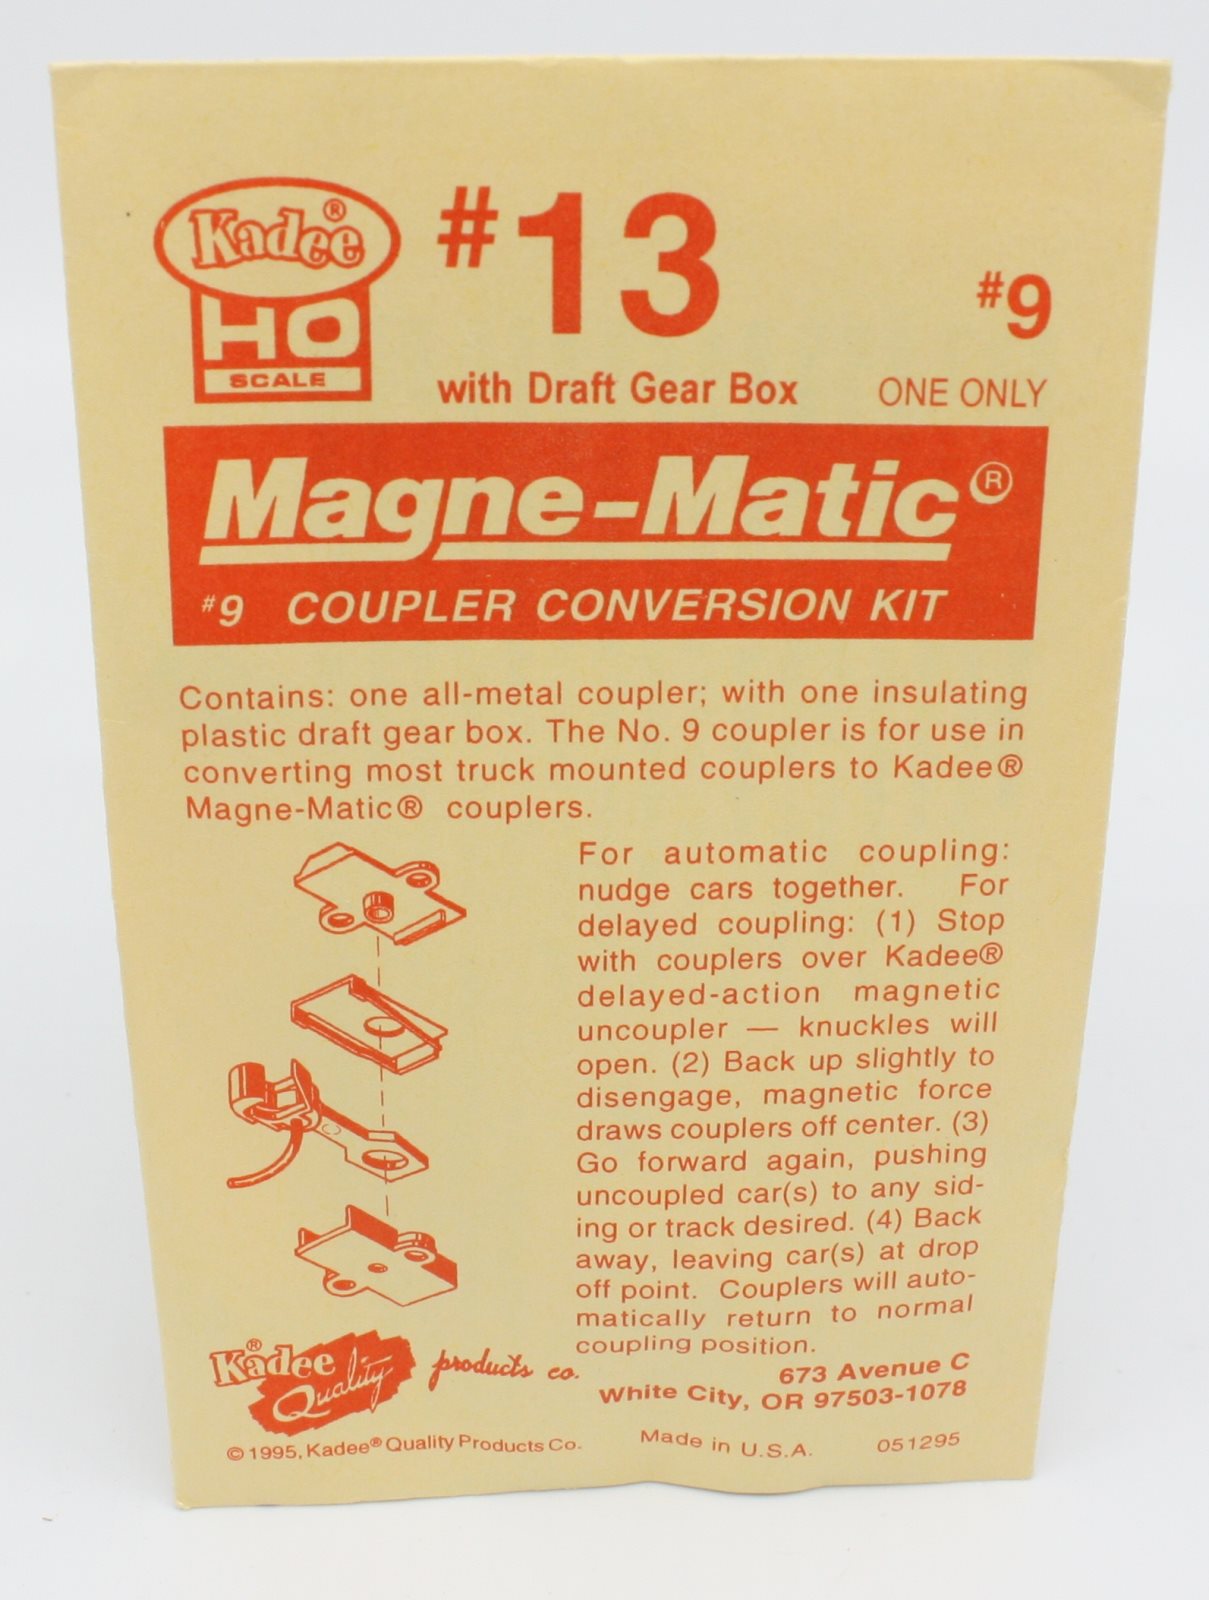 Kadee®
HO
SCALE
#13
with Draft Gear Box
#9
ONE ONLY
Magne-Matic®
#9 COUPLER CONVERSION KIT
Contains: one all-metal coupler; with one insulating
plastic draft gear box. The No. 9 coupler is for use in
converting most truck mounted couplers to Kadee®
Magne-Matic® couplers.
For automatic coupling:
nudge cars together. For
delayed coupling: (1) Stop
with couplers over Kadee®
delayed-action magnetic
uncoupler — knuckles will
open. (2) Back up slightly to
disengage, magnetic force
draws couplers off center. (3)
Go forward again, pushing
uncoupled car(s) to any sid-
ing or track desired. (4) Back
away, leaving car(s) at drop
off point. Couplers will auto-
matically return to normal
coupling position.
Kadee® Quality products co.
673 Avenue C
White City, OR 97503-1078
© 1995, Kadee® Quality Products Co. Made in U.S.A. 051295